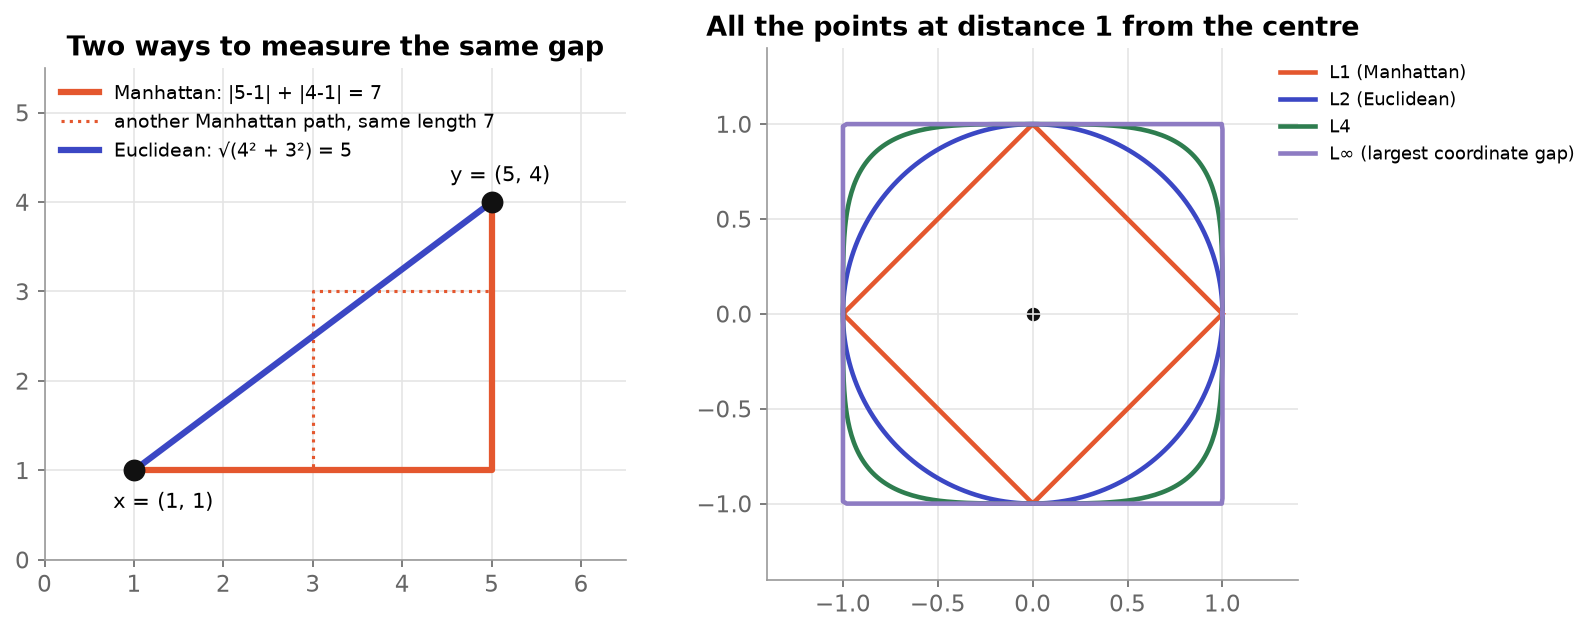 Two ways to measure the same gap
Manhattan: |5-1| + |4-1| = 7
another Manhattan path, same length 7
Euclidean: √(4² + 3²) = 5
y = (5, 4)
x = (1, 1)
5
4
3
2
1
0
0 1 2 3 4 5 6
All the points at distance 1 from the centre
L1 (Manhattan)
L2 (Euclidean)
L4
L∞ (largest coordinate gap)
1.0
0.5
0.0
−0.5
−1.0
−1.0 −0.5 0.0 0.5 1.0